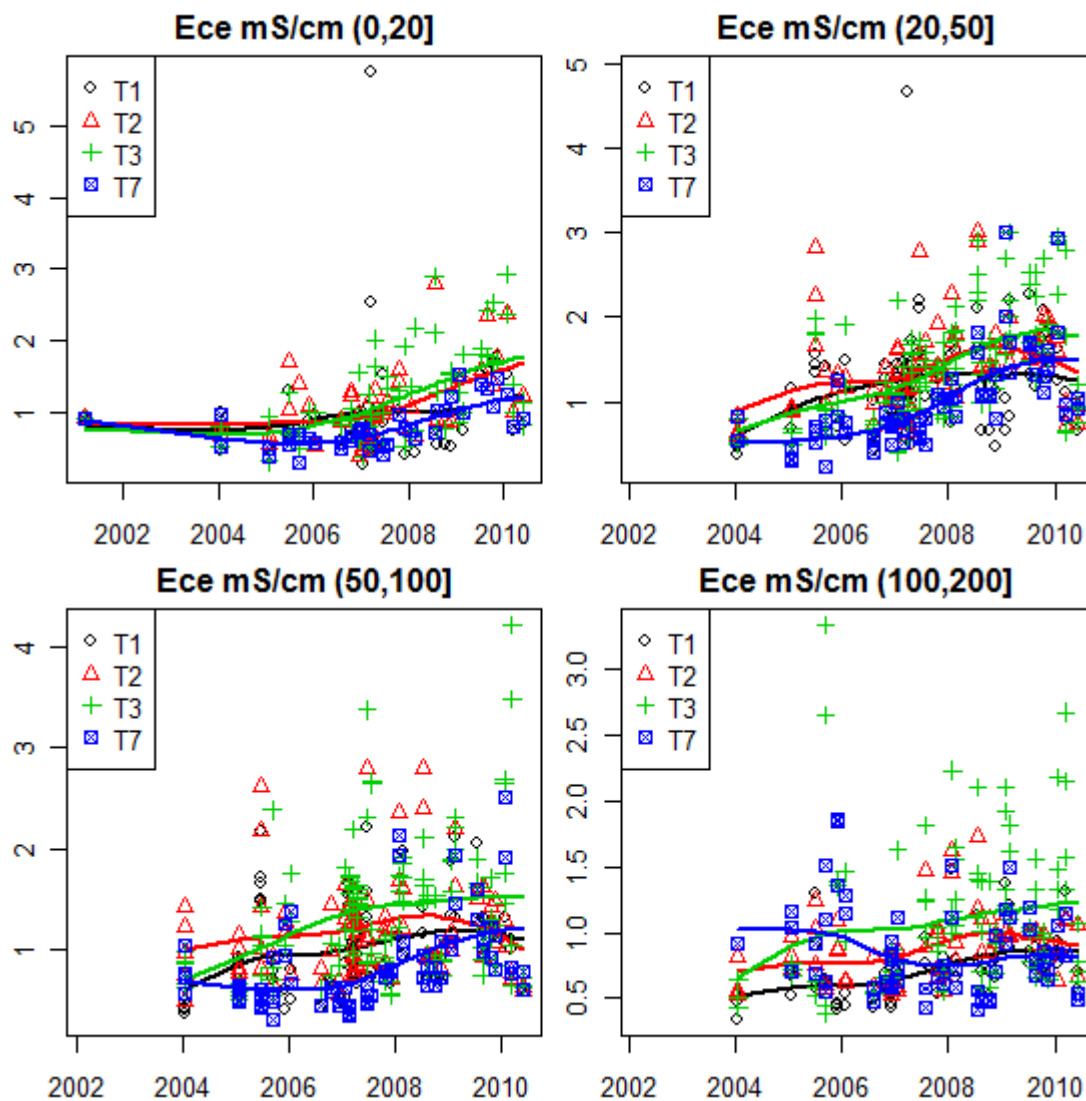 Ece mS/cm (0,20]
T1
T2
T3
T7
5
4
3
2
1
2002 2004 2006 2008 2010
Ece mS/cm (20,50]
T1
T2
T3
T7
5
4
3
2
1
2002 2004 2006 2008 2010
Ece mS/cm (50,100]
T1
T2
T3
T7
4
3
2
1
2002 2004 2006 2008 2010
Ece mS/cm (100,200]
T1
T2
T3
T7
3.0
2.5
2.0
1.5
1.0
0.5
2002 2004 2006 2008 2010